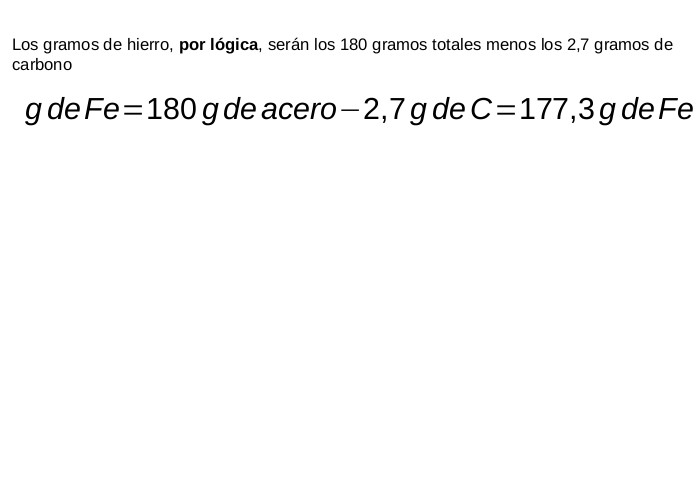 Los gramos de hierro, por lógica, serán los 180 gramos totales menos los 2,7 gramos de
carbono
g de Fe=180 g de acero−2,7 g de C=177,3 g de Fe